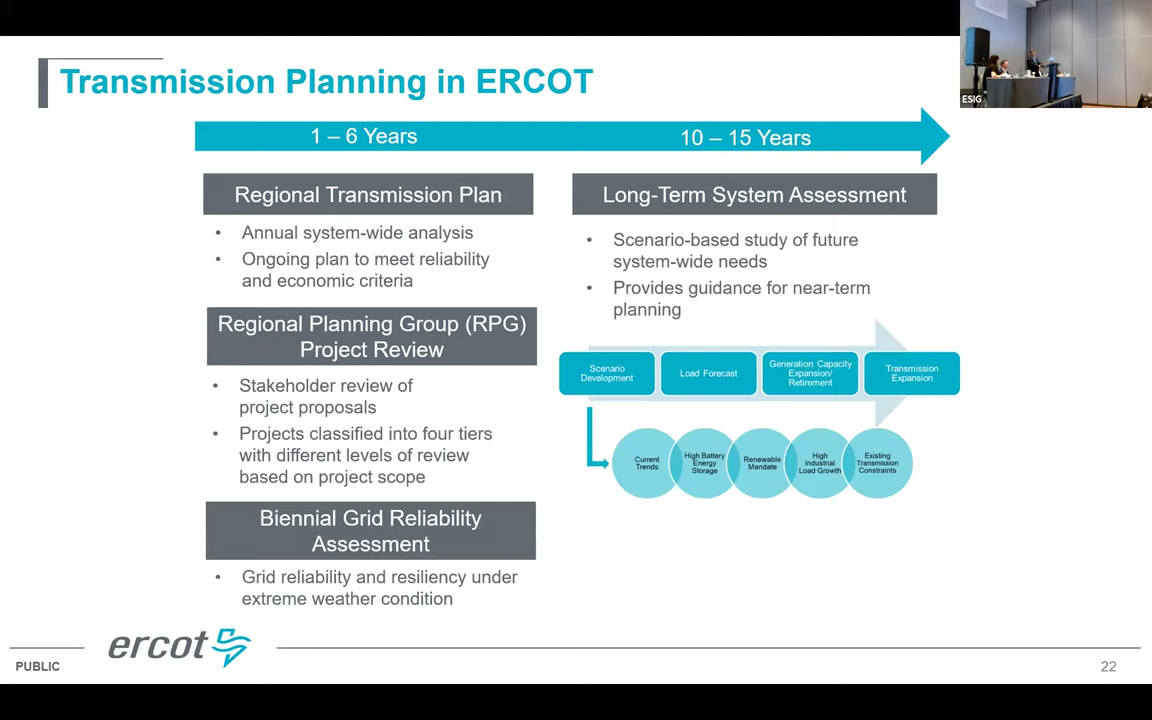 ESIG
Transmission Planning in ERCOT
1 – 6 Years
10 – 15 Years
Regional Transmission Plan
• Annual system-wide analysis
• Ongoing plan to meet reliability
and economic criteria
Regional Planning Group (RPG)
Project Review
• Stakeholder review of
project proposals
• Projects classified into four tiers
with different levels of review
based on project scope
Biennial Grid Reliability
Assessment
• Grid reliability and resiliency under
extreme weather condition
Long-Term System Assessment
• Scenario-based study of future
system-wide needs
• Provides guidance for near-term
planning
Scenario
Development
Load Forecast
Generation Capacity
Expansion/
Retirement
Transmission
Expansion
Current
Trends
High Battery
Energy
Storage
Renewable
Mandate
High
Industrial
Load Growth
Existing
Transmission
Constraints
ercot
PUBLIC
22